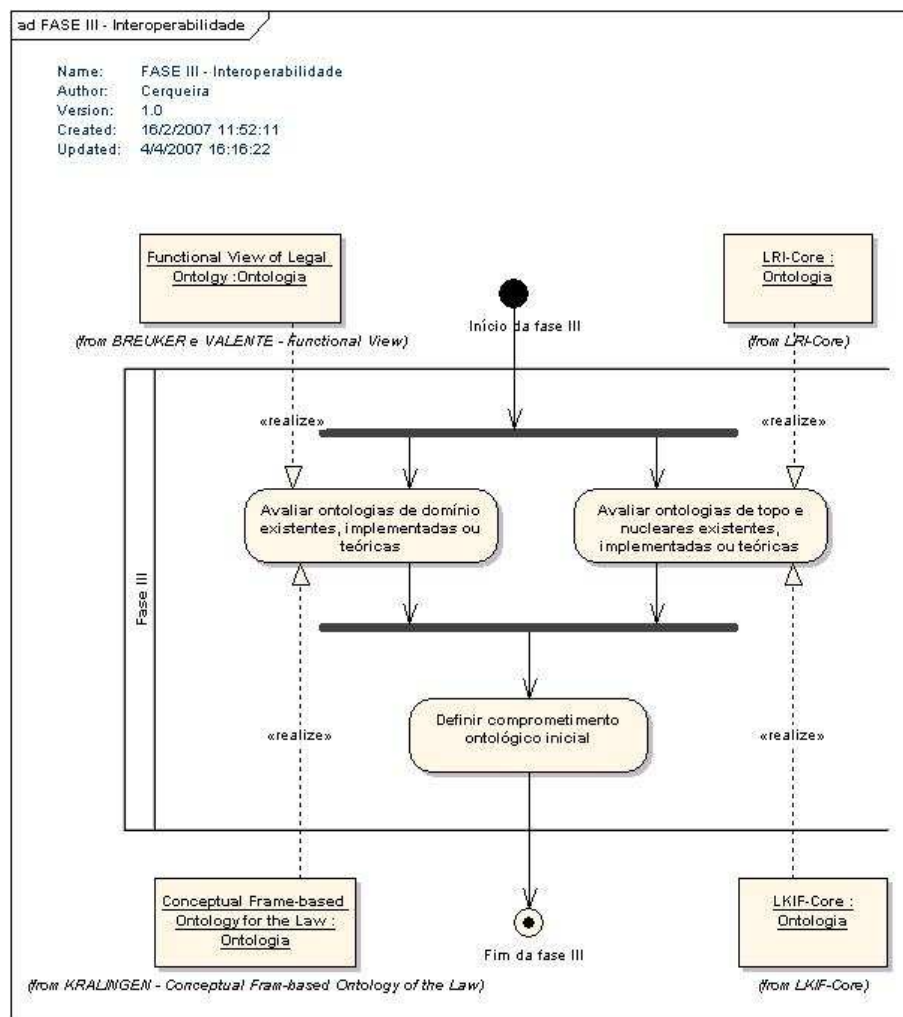 ad FASE III - Interoperabilidade
Name: FASE III - Interoperabilidade
Author: Cerqueira
Version: 1.0
Created: 16/2/2007 11:52:11
Updated: 4/4/2007 16:16:22
Functional View of Legal
Ontolgy :Ontologia
(from BREUKER e VALENTE - Functional View)
Início da fase III
LRI-Core :
Ontologia
(from LRI-Core)
«realize»
«realize»
Avaliar ontologias de domínio
existentes, implementadas ou
teóricas
Avaliar ontologias de topo e
nucleares existentes,
implementadas ou teóricas
Fase III
Definir comprometimento
ontológico inicial
«realize»
«realize»
Conceptual Frame-based
Ontology for the Law :
Ontologia
(from KRALINGEN - Conceptual Fram-based Ontology of the Law)
Fim da fase III
LKIF-Core :
Ontologia
(from LKIF-Core)